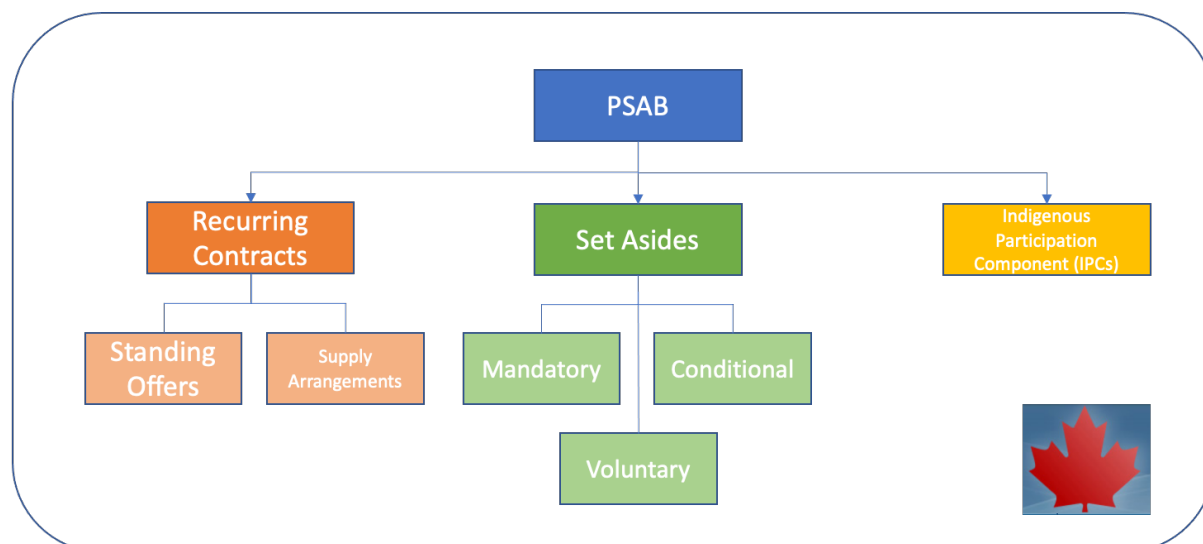 PSAB
Recurring
Contracts
Set Asides
Indigenous
Participation
Component (IPCs)
Standing
Offers
Supply
Arrangements
Mandatory
Conditional
Voluntary